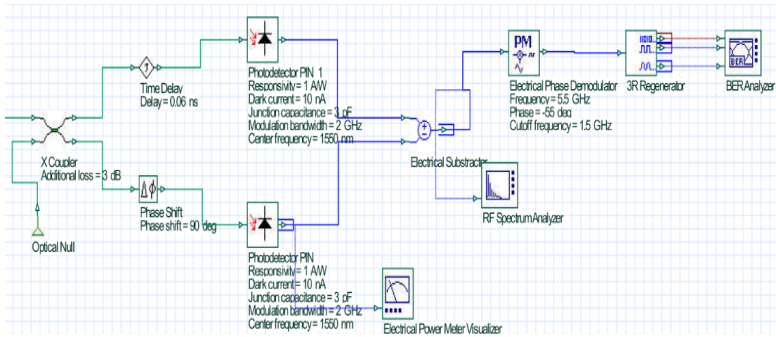 Photodetector PIN 1
Responsivity = 1 A/W
Dark current = 10 nA
Junction capacitance = 3 pF
Modulation bandwidth = 2 GHz
Center frequency = 1550 nm
Time Delay
Delay = 0.06 ns
X Coupler
Additional loss = 3 dB
Phase Shift
Phase shift = 90 deg
Optical Null
Photodetector PIN
Responsivity = 1 A/W
Dark current = 10 nA
Junction capacitance = 3 pF
Modulation bandwidth = 2 GHz
Center frequency = 1550 nm
Electrical Power Meter Visualizer
Electrical Substractor
RF Spectrum Analyzer
PM
Electrical Phase Demodulator
Frequency = 5.5 GHz
Phase = -55 deg
Cutoff frequency = 1.5 GHz
3R Regenerator
BER
BER Analyzer